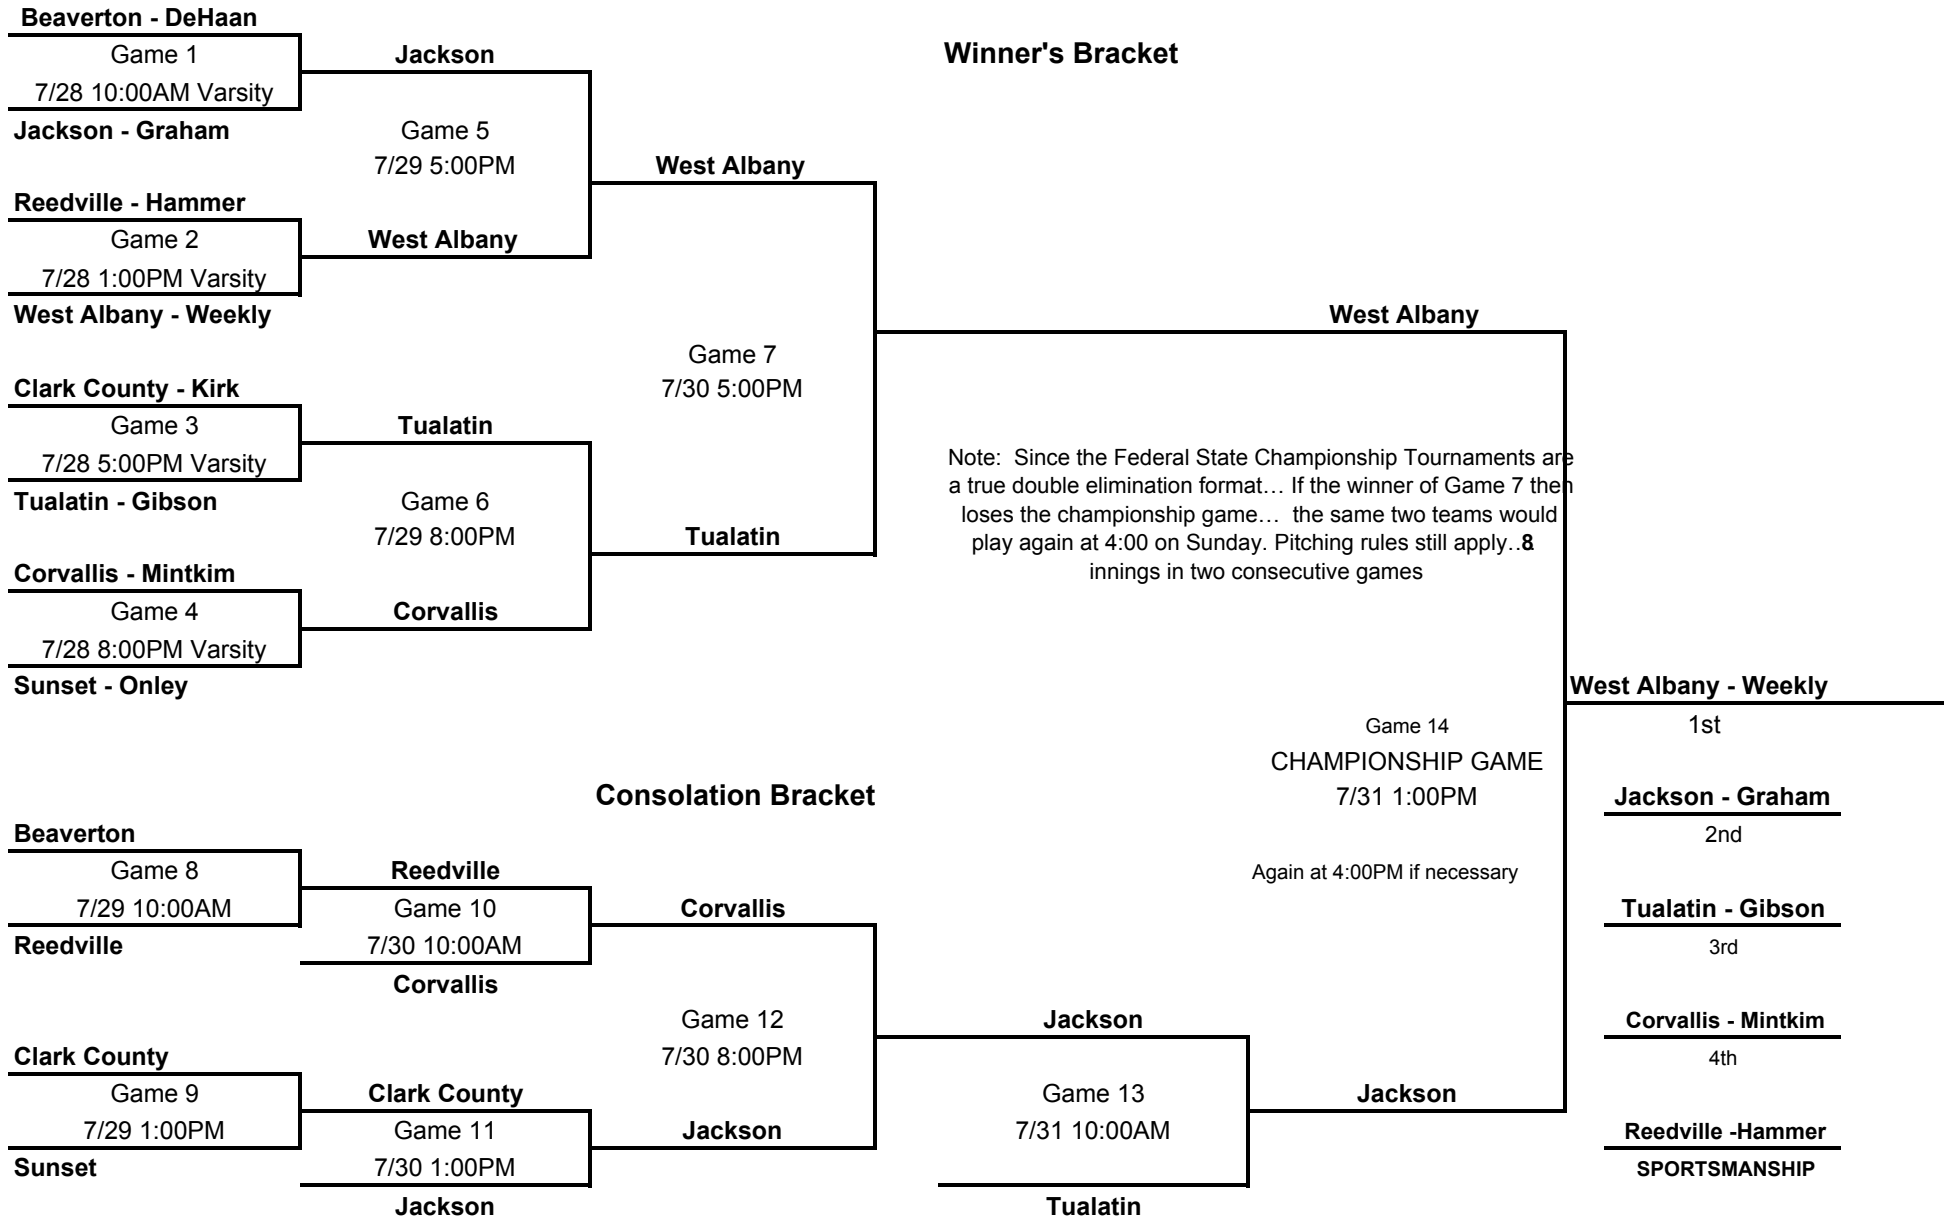 Beaverton - DeHaan
Game 1
7/28 10:00AM Varsity
Jackson - Graham
Reedville - Hammer
Game 2
7/28 1:00PM Varsity
West Albany - Weekly
Clark County - Kirk
Game 3
7/28 5:00PM Varsity
Tualatin - Gibson
Corvallis - Mintkim
Game 4
7/28 8:00PM Varsity
Sunset - Onley
Jackson
Game 5
7/29 5:00PM
West Albany
Tualatin
Game 6
7/29 8:00PM
Corvallis
West Albany
Game 7
7/30 5:00PM
Tualatin
Winner's Bracket
West Albany
Note: Since the Federal State Championship Tournaments are
a true double elimination format… If the winner of Game 7 then
loses the championship game… the same two teams would
play again at 4:00 on Sunday. Pitching rules still apply..8
innings in two consecutive games
Game 14
CHAMPIONSHIP GAME
7/31 1:00PM
Again at 4:00PM if necessary
West Albany - Weekly
1st
Jackson - Graham
2nd
Tualatin - Gibson
3rd
Corvallis - Mintkim
4th
Reedville -Hammer
SPORTSMANSHIP
Consolation Bracket
Beaverton
Game 8
7/29 10:00AM
Reedville
Clark County
Game 9
7/29 1:00PM
Sunset
Reedville
Game 10
7/30 10:00AM
Corvallis
Clark County
Game 11
7/30 1:00PM
Jackson
Corvallis
Game 12
7/30 8:00PM
Jackson
Jackson
Game 13
7/31 10:00AM
Tualatin
Jackson